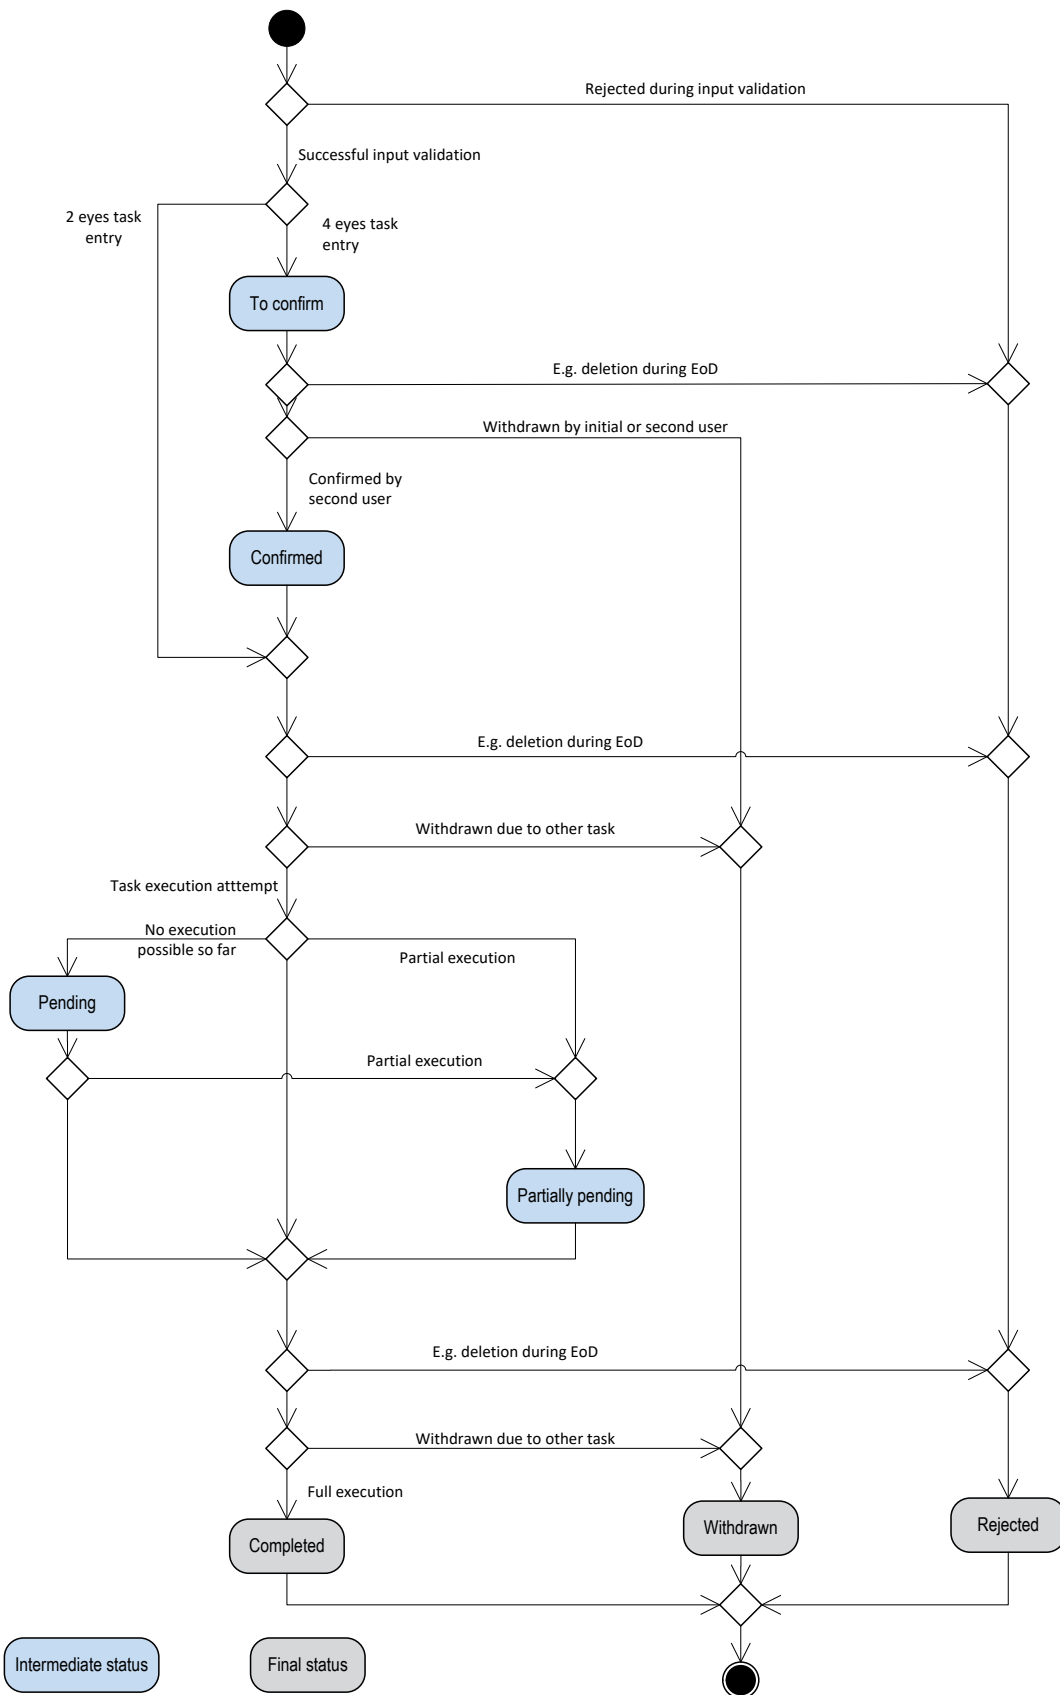 Rejected during input validation
Successful input validation
2 eyes task
entry
4 eyes task
entry
To confirm
E.g. deletion during EoD
Withdrawn by initial or second user
Confirmed by
second user
Confirmed
E.g. deletion during EoD
Withdrawn due to other task
Task execution atttempt
No execution
possible so far
Partial execution
Pending
Partial execution
Partially pending
E.g. deletion during EoD
Withdrawn due to other task
Full execution
Completed
Withdrawn
Rejected
Intermediate status
Final status